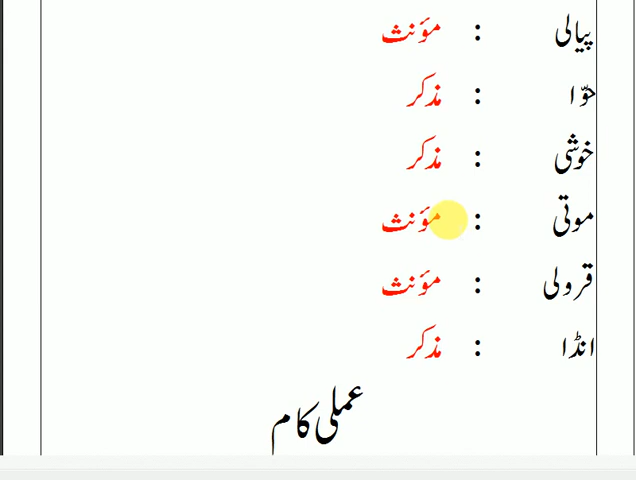 پیالی : مؤنث
حوّا : مذکر
خوشی : مذکر
موتی : مؤنث
قرولی : مؤنث
انڈا : مذکر
عملی کام